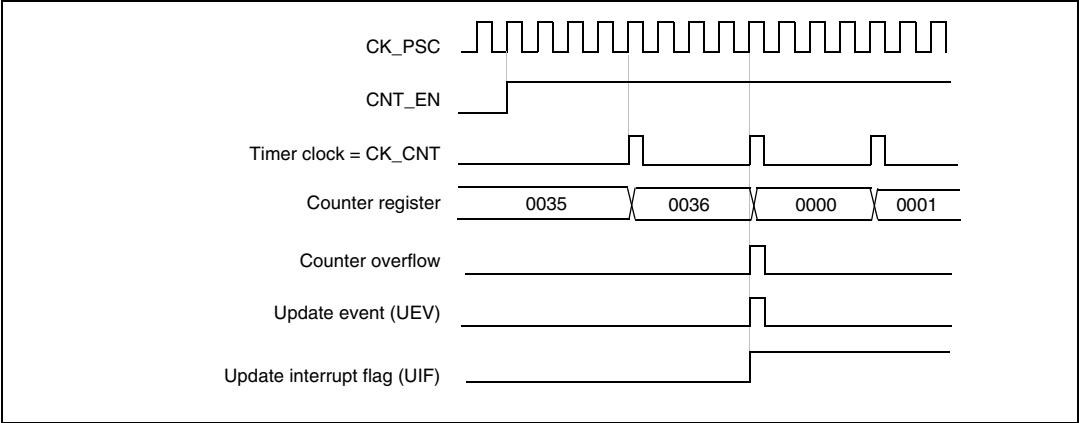 CK_PSC
CNT_EN
Timer clock = CK_CNT
Counter register 0035 0036 0000 0001
Counter overflow
Update event (UEV)
Update interrupt flag (UIF)